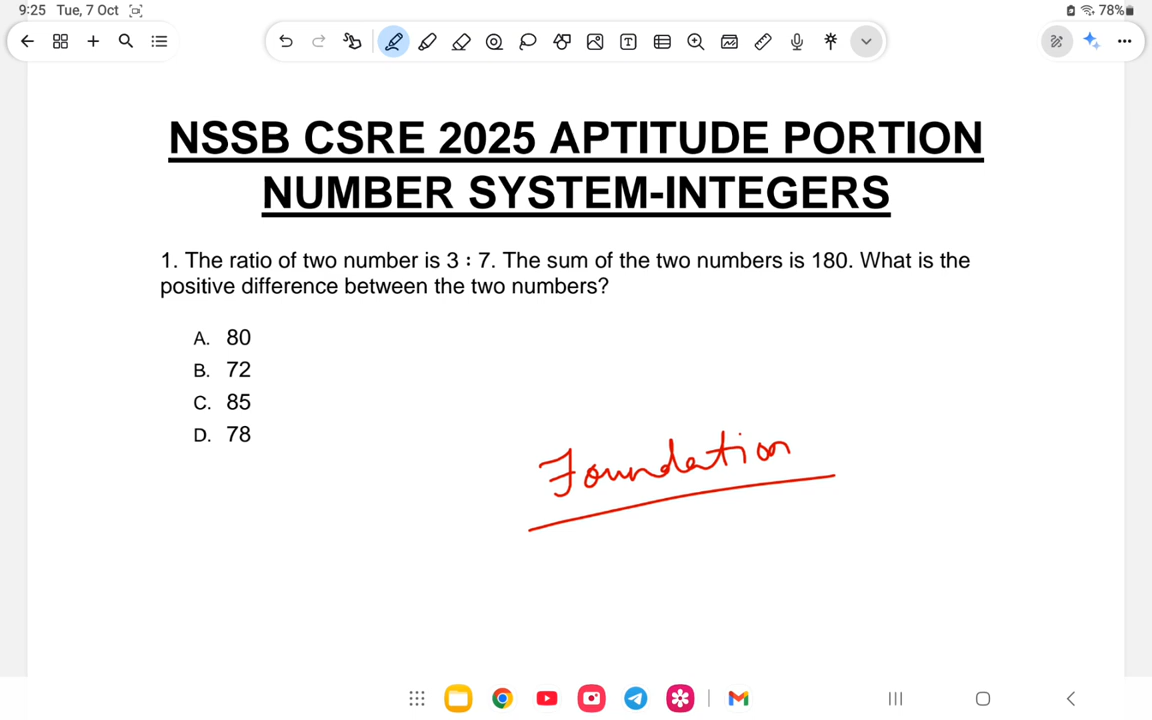 9:25 Tue, 7 Oct 78%
NSSB CSRE 2025 APTITUDE PORTION
NUMBER SYSTEM-INTEGERS
1. The ratio of two number is 3 : 7. The sum of the two numbers is 180. What is the
positive difference between the two numbers?
A. 80
B. 72
C. 85
D. 78
Foundation